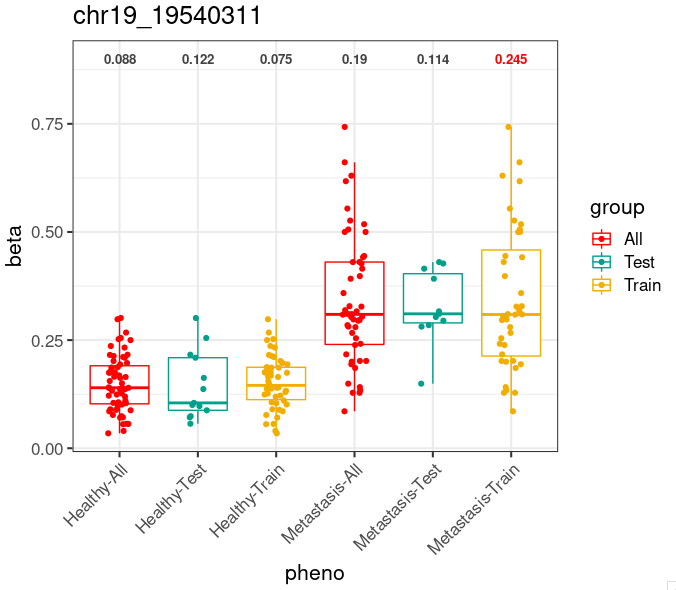 chr19_19540311
0.088 0.122 0.075 0.19 0.114 0.245
0.75
0.50
0.25
0.00
beta
Healthy-All
Healthy-Test
Healthy-Train
Metastasis-All
Metastasis-Test
Metastasis-Train
pheno
group
All
Test
Train